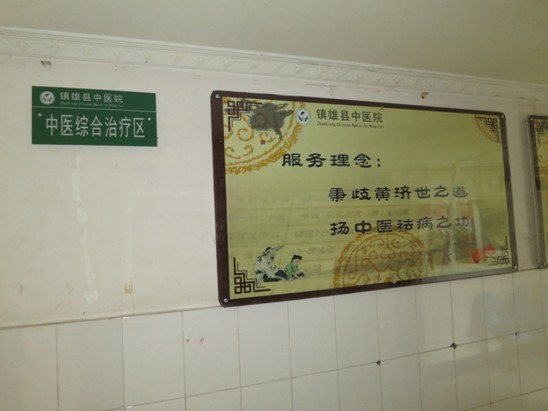 镇雄县中医院
中医综合治疗区
镇雄县中医院
服务理念：
秉歧黄济世之道
扬中医祛病之功